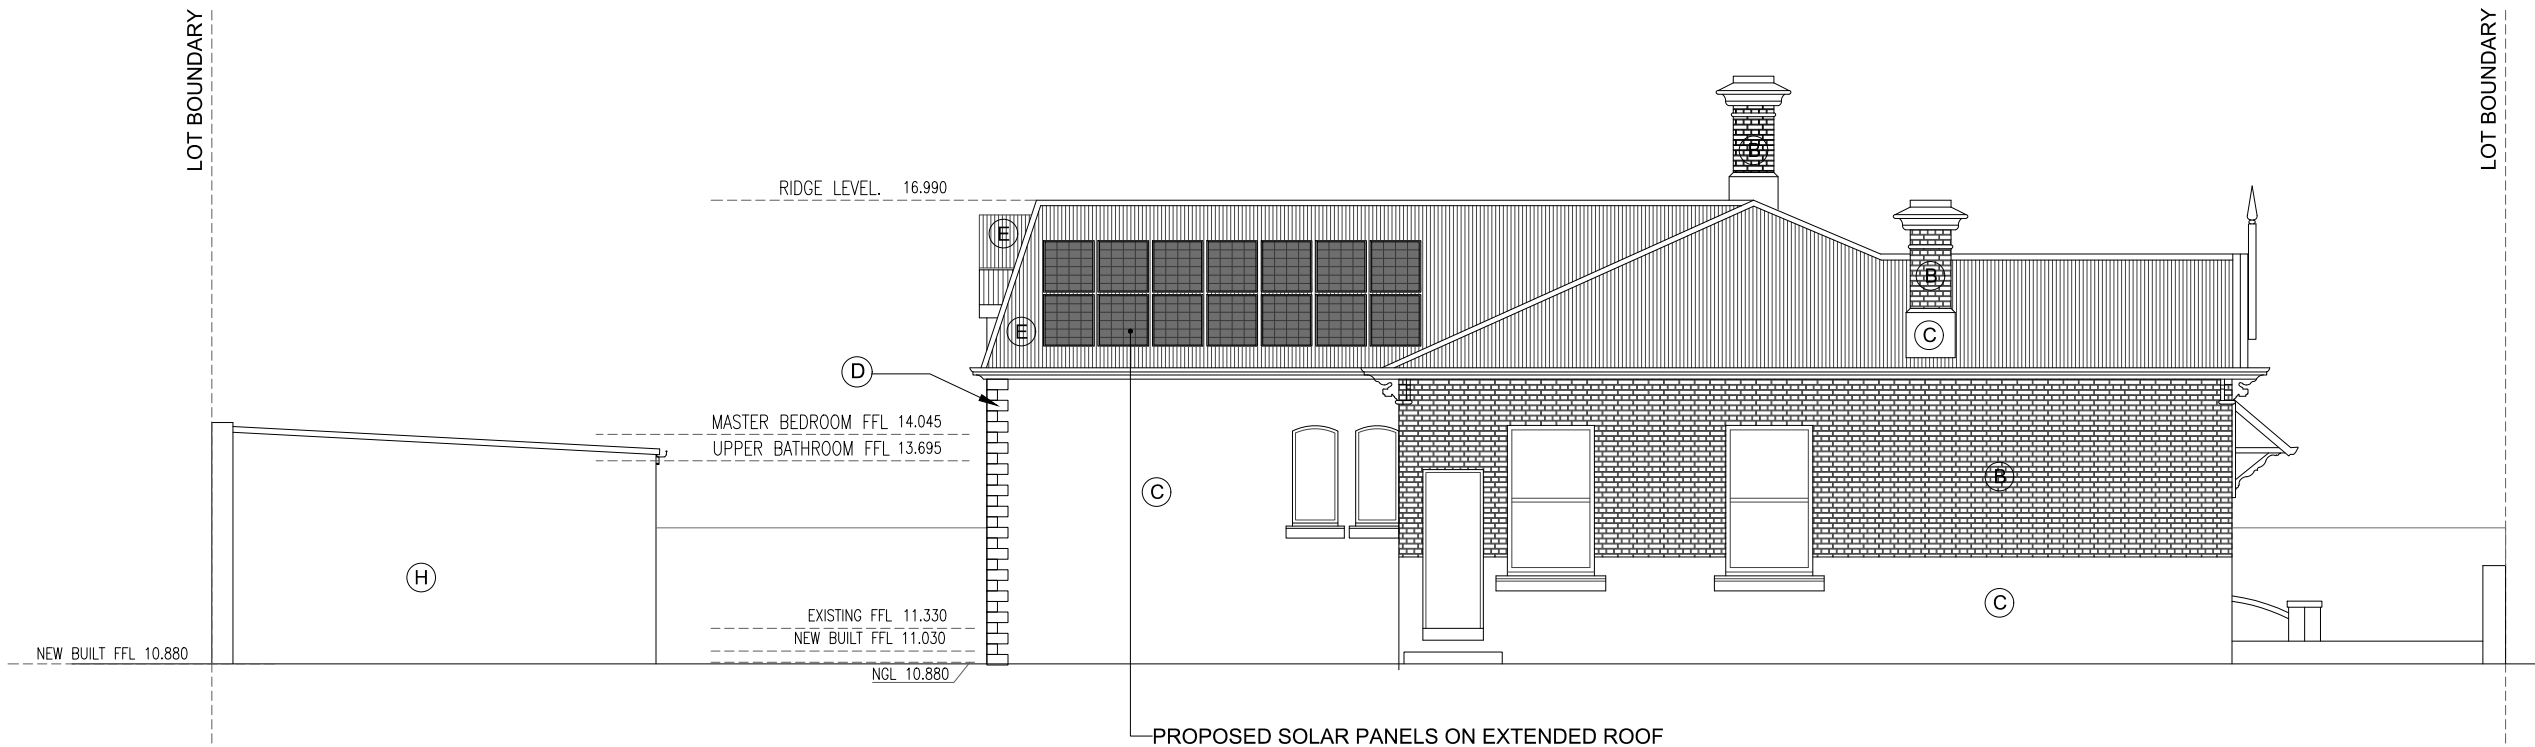 LOT BOUNDARY
LOT BOUNDARY
B
RIDGE LEVEL. 16.990
E
B
E
C
D
MASTER BEDROOM FFL 14.045
UPPER BATHROOM FFL 13.695
C
B
H
C
EXISTING FFL 11.330
NEW BUILT FFL 11.030
NEW BUILT FFL 10.880
NGL 10.880
PROPOSED SOLAR PANELS ON EXTENDED ROOF